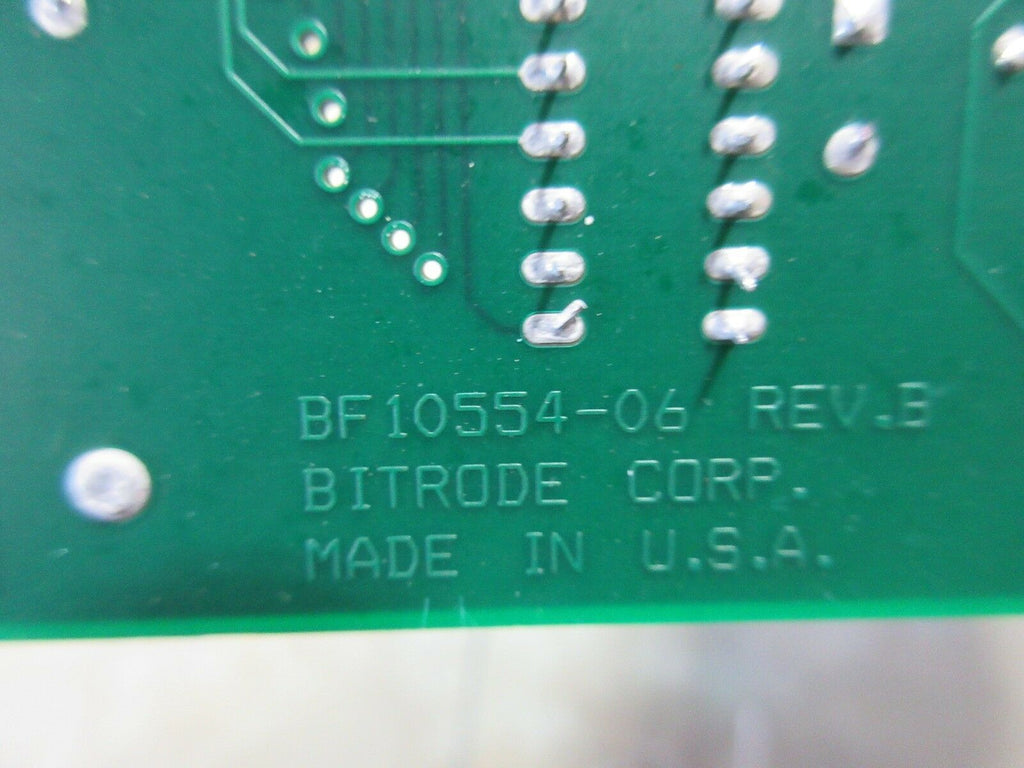 BF10554-06 REV.B
BITRODE CORP.
MADE IN U.S.A.